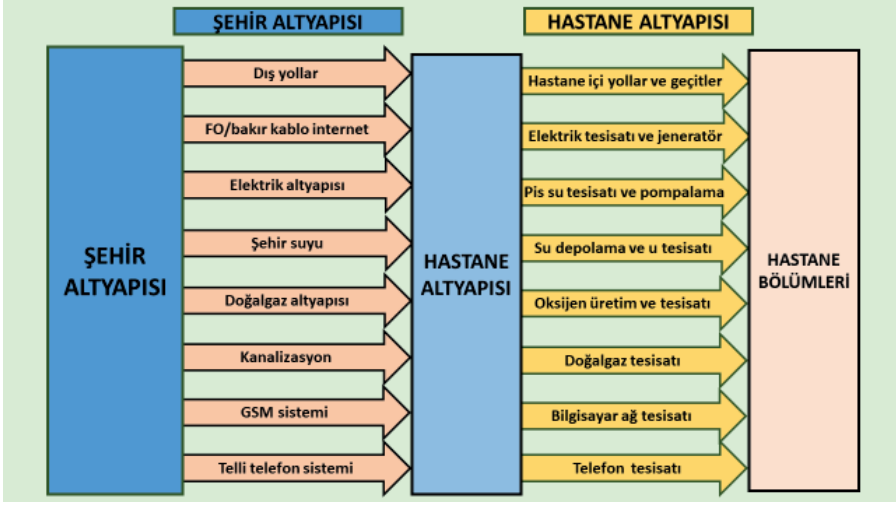 ŞEHİR ALTYAPISI
HASTANE ALTYAPISI
ŞEHİR
ALTYAPISI
Dış yollar
FO/bakır kablo internet
Elektrik altyapısı
Şehir suyu
Doğalgaz altyapısı
Kanalizasyon
GSM sistemi
Telli telefon sistemi
HASTANE
ALTYAPISI
Hastane içi yollar ve geçitler
Elektrik tesisatı ve jeneratör
Pis su tesisatı ve pompalama
Su depolama ve u tesisatı
Oksijen üretim ve tesisatı
Doğalgaz tesisatı
Bilgisayar ağ tesisatı
Telefon tesisatı
HASTANE
BÖLÜMLERİ